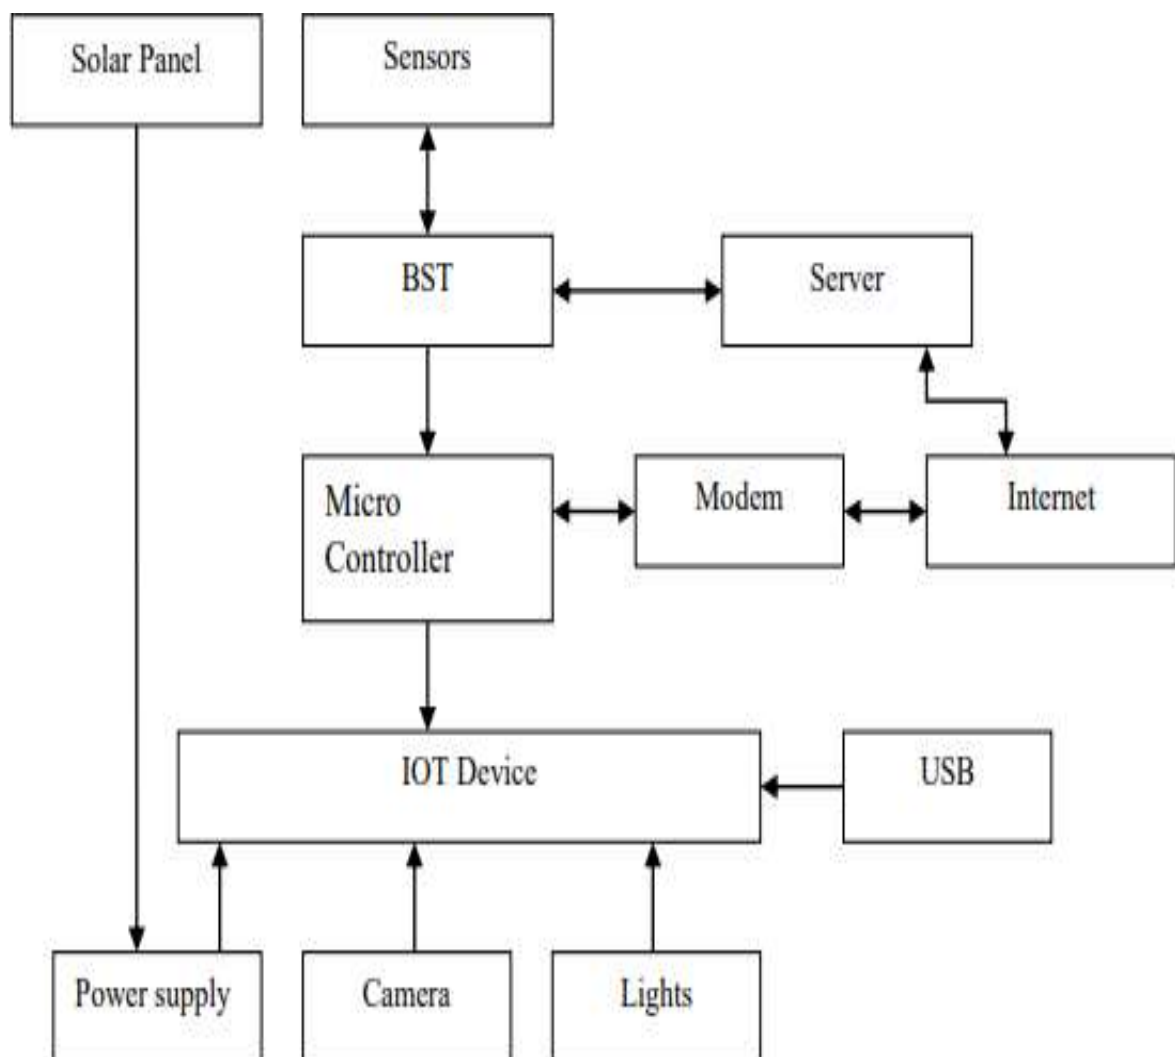 Solar Panel
Sensors
BST
Server
Micro
Controller
Modem
Internet
IOT Device
USB
Power supply
Camera
Lights